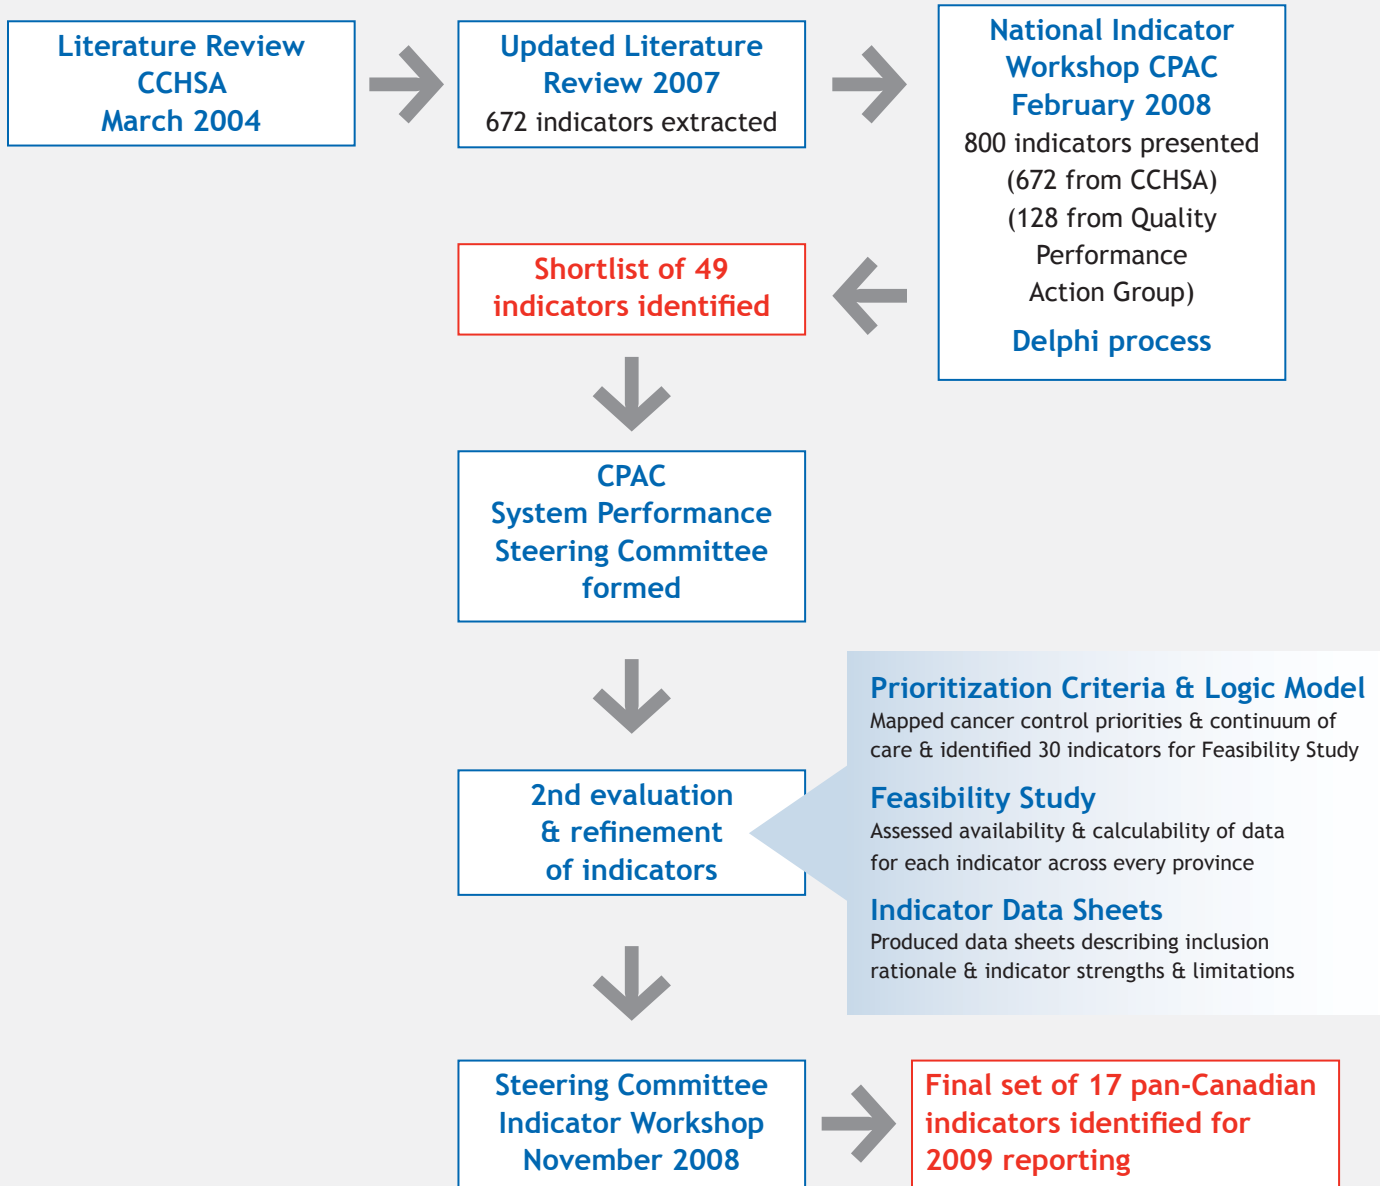 Literature Review
CCHSA
March 2004
Updated Literature
Review 2007
672 indicators extracted
National Indicator
Workshop CPAC
February 2008
800 indicators presented
(672 from CCHSA)
(128 from Quality
Performance
Action Group)
Delphi process
Shortlist of 49
indicators identified
CPAC
System Performance
Steering Committee
formed
2nd evaluation
& refinement
of indicators
Prioritization Criteria & Logic Model
Mapped cancer control priorities & continuum of
care & identified 30 indicators for Feasibility Study
Feasibility Study
Assessed availability & calculability of data
for each indicator across every province
Indicator Data Sheets
Produced data sheets describing inclusion
rationale & indicator strengths & limitations
Steering Committee
Indicator Workshop
November 2008
Final set of 17 pan-Canadian
indicators identified for
2009 reporting